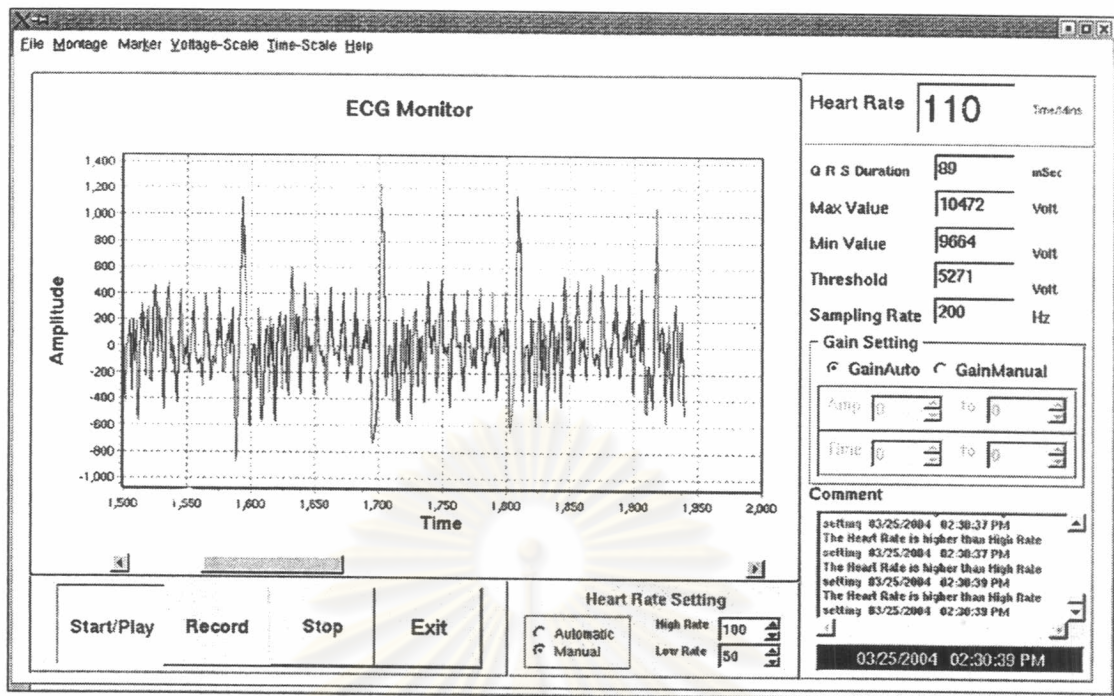 File Montage Marker Voltage-Scale Time-Scale Help
ECG Monitor
Amplitude
1,400
1,200
1,000
800
600
400
200
0
-200
-400
-600
-800
-1,000
1,500 1,550 1,600 1,650 1,700 1,750 1,800 1,850 1,900 1,950 2,000
Time
Heart Rate 110 Time/Mins
Q R S Duration 89 mSec
Max Value 10472 Volt
Min Value 9664 Volt
Threshold 5271 Volt
Sampling Rate 200 Hz
Gain Setting
GainAuto GainManual
Amp 0 to 0
Time 0 to 0
Comment
setting 03/25/2004 02:30:37 PM
The Heart Rate is higher than High Rate
setting 03/25/2004 02:30:37 PM
The Heart Rate is higher than High Rate
setting 03/25/2004 02:30:39 PM
The Heart Rate is higher than High Rate
setting 03/25/2004 02:30:39 PM
03/25/2004 02:30:39 PM
Start/Play Record Stop Exit
Heart Rate Setting
Automatic
Manual
High Rate 100
Low Rate 50